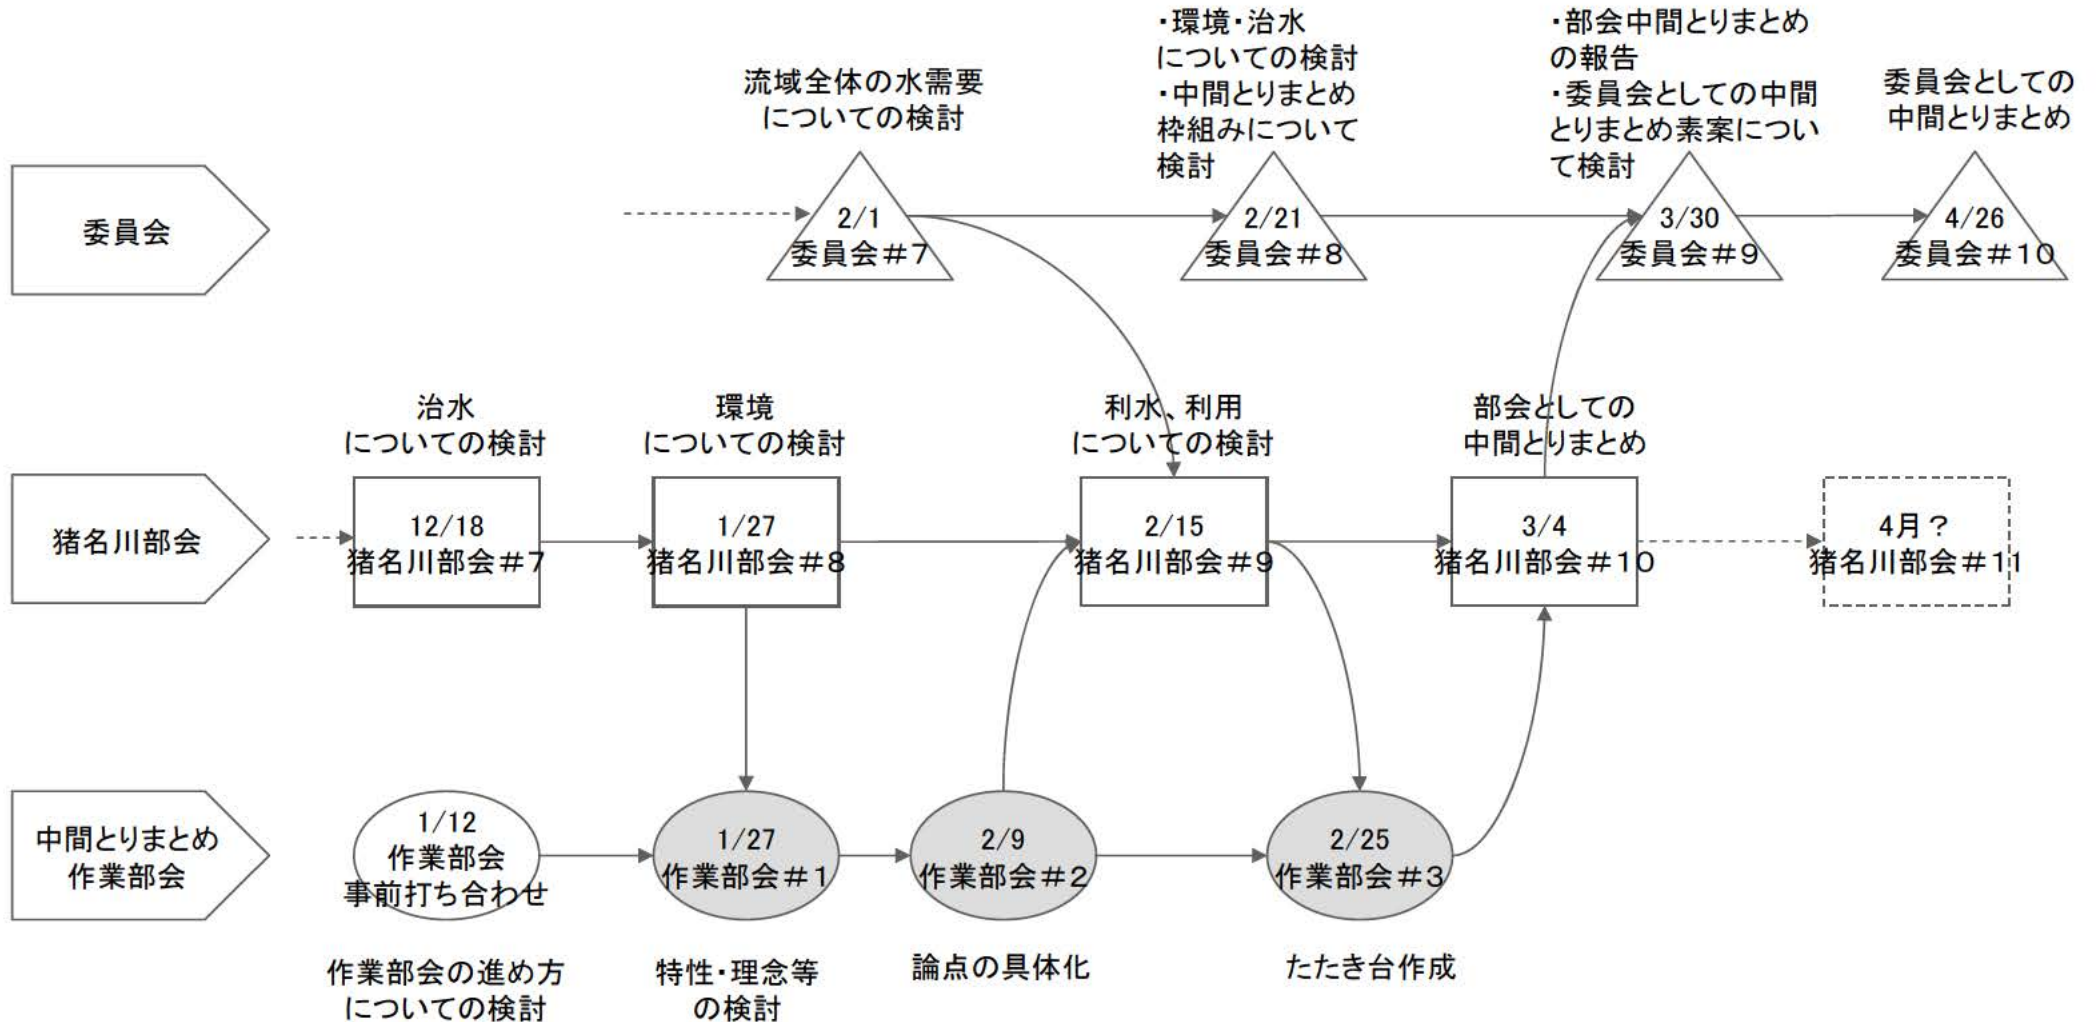 ・環境・治水
についての検討
・中間とりまとめ
枠組みについて
検討
・部会中間とりまとめ
の報告
・委員会としての中間
とりまとめ素案につい
て検討
流域全体の水需要
についての検討
委員会としての
中間とりまとめ
委員会
2/1
委員会＃７
2/21
委員会＃８
3/30
委員会＃９
4/26
委員会＃１０
治水
についての検討
環境
についての検討
利水、利用
についての検討
部会としての
中間とりまとめ
猪名川部会
12/18
猪名川部会＃７
1/27
猪名川部会＃８
2/15
猪名川部会＃９
3/4
猪名川部会＃１０
4月？
猪名川部会＃１１
中間とりまとめ
作業部会
1/12
作業部会
事前打ち合わせ
1/27
作業部会＃１
2/9
作業部会＃２
2/25
作業部会＃３
作業部会の進め方
についての検討
特性・理念等
の検討
論点の具体化
たたき台作成